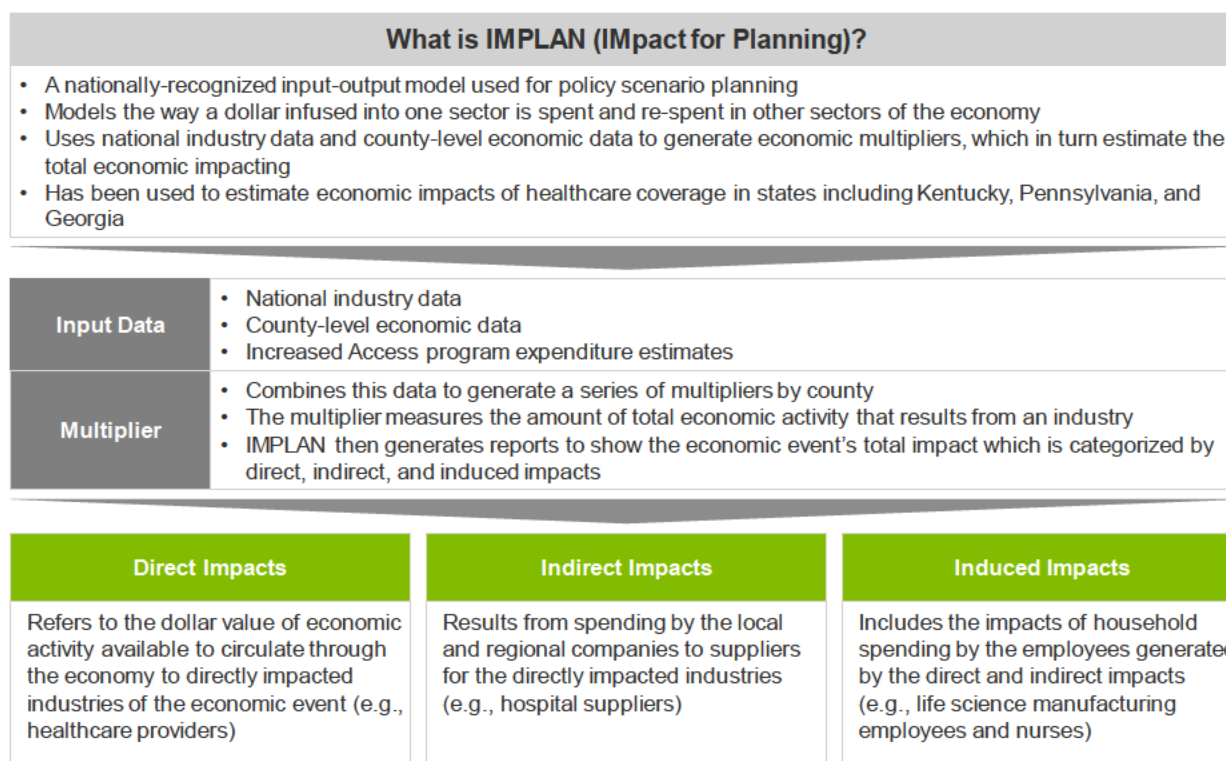 What is IMPLAN (IMpact for Planning)?
• A nationally-recognized input-output model used for policy scenario planning
• Models the way a dollar infused into one sector is spent and re-spent in other sectors of the economy
• Uses national industry data and county-level economic data to generate economic multipliers, which in turn estimate the
total economic impacting
• Has been used to estimate economic impacts of healthcare coverage in states including Kentucky, Pennsylvania, and
Georgia
Input Data
• National industry data
• County-level economic data
• Increased Access program expenditure estimates
Multiplier
• Combines this data to generate a series of multipliers by county
• The multiplier measures the amount of total economic activity that results from an industry
• IMPLAN then generates reports to show the economic event's total impact which is categorized by
direct, indirect, and induced impacts
Direct Impacts
Refers to the dollar value of economic
activity available to circulate through
the economy to directly impacted
industries of the economic event (e.g.,
healthcare providers)
Indirect Impacts
Results from spending by the local
and regional companies to suppliers
for the directly impacted industries
(e.g., hospital suppliers)
Induced Impacts
Includes the impacts of household
spending by the employees generated
by the direct and indirect impacts
(e.g., life science manufacturing
employees and nurses)